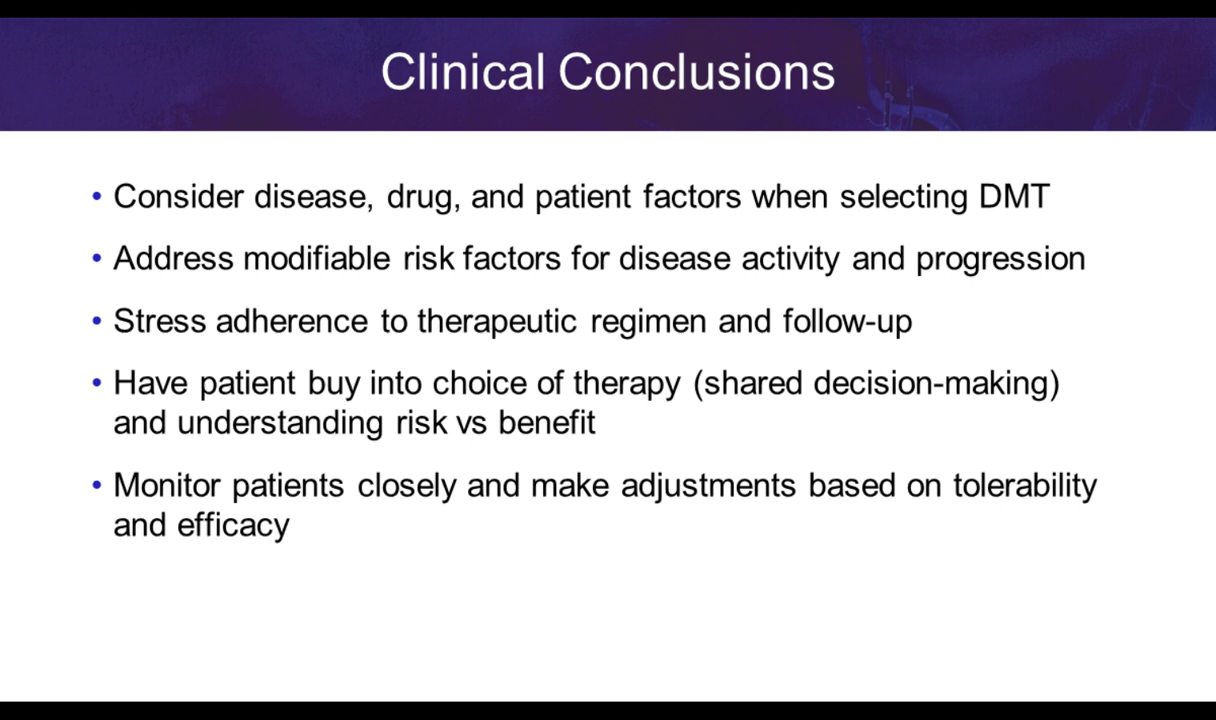 Clinical Conclusions
• Consider disease, drug, and patient factors when selecting DMT
• Address modifiable risk factors for disease activity and progression
• Stress adherence to therapeutic regimen and follow-up
• Have patient buy into choice of therapy (shared decision-making)
and understanding risk vs benefit
• Monitor patients closely and make adjustments based on tolerability
and efficacy